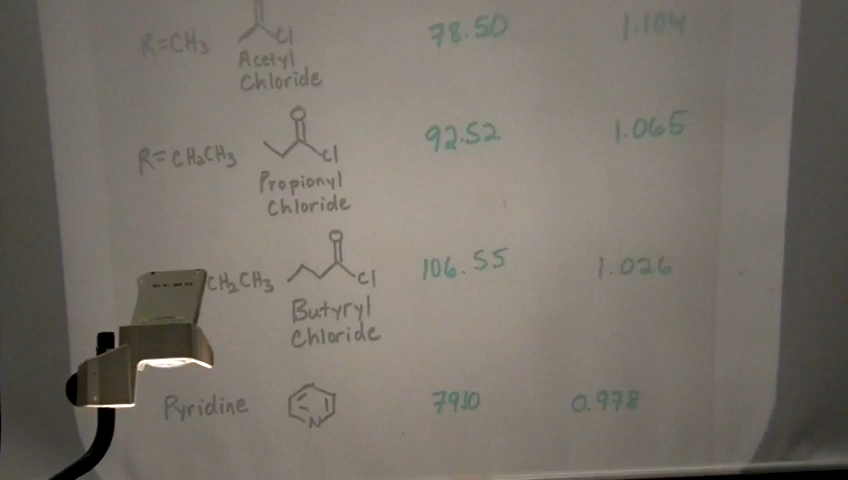 R=CH3 Cl 78.50 1.104
Acetyl
Chloride
R=CH2CH3 O Cl 92.52 1.065
Propionyl
Chloride
CH2CH3 O Cl 106.55 1.026
Butyryl
Chloride
Pyridine N 79.10 0.978
ELMO